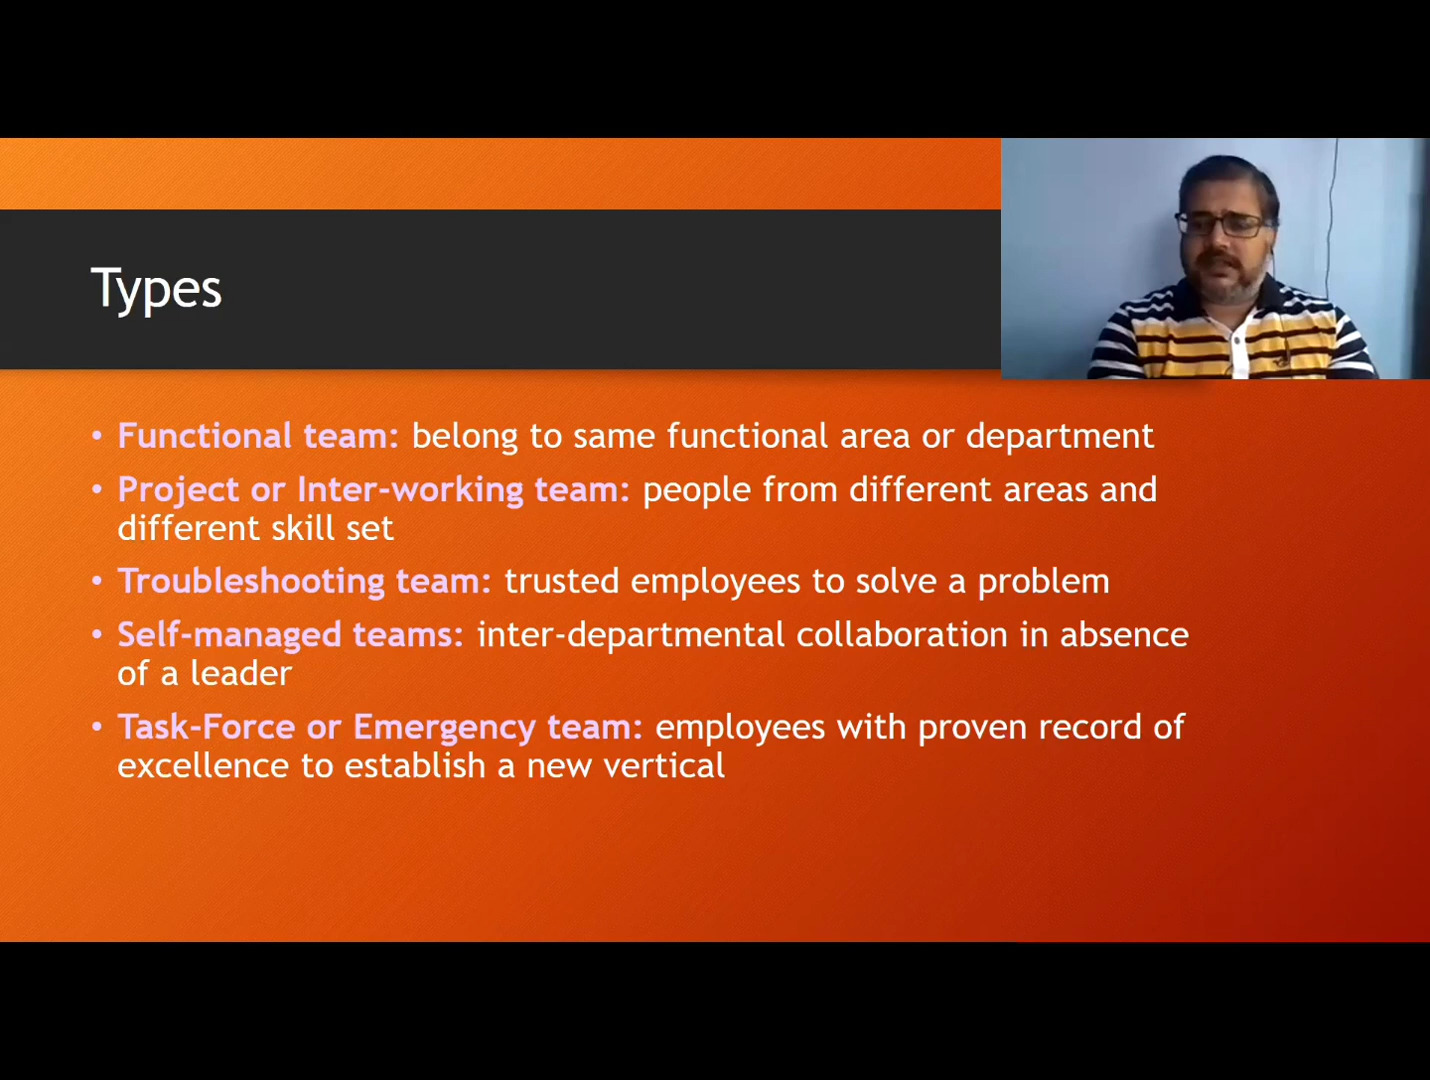 Types
• Functional team: belong to same functional area or department
• Project or Inter-working team: people from different areas and
different skill set
• Troubleshooting team: trusted employees to solve a problem
• Self-managed teams: inter-departmental collaboration in absence
of a leader
• Task-Force or Emergency team: employees with proven record of
excellence to establish a new vertical